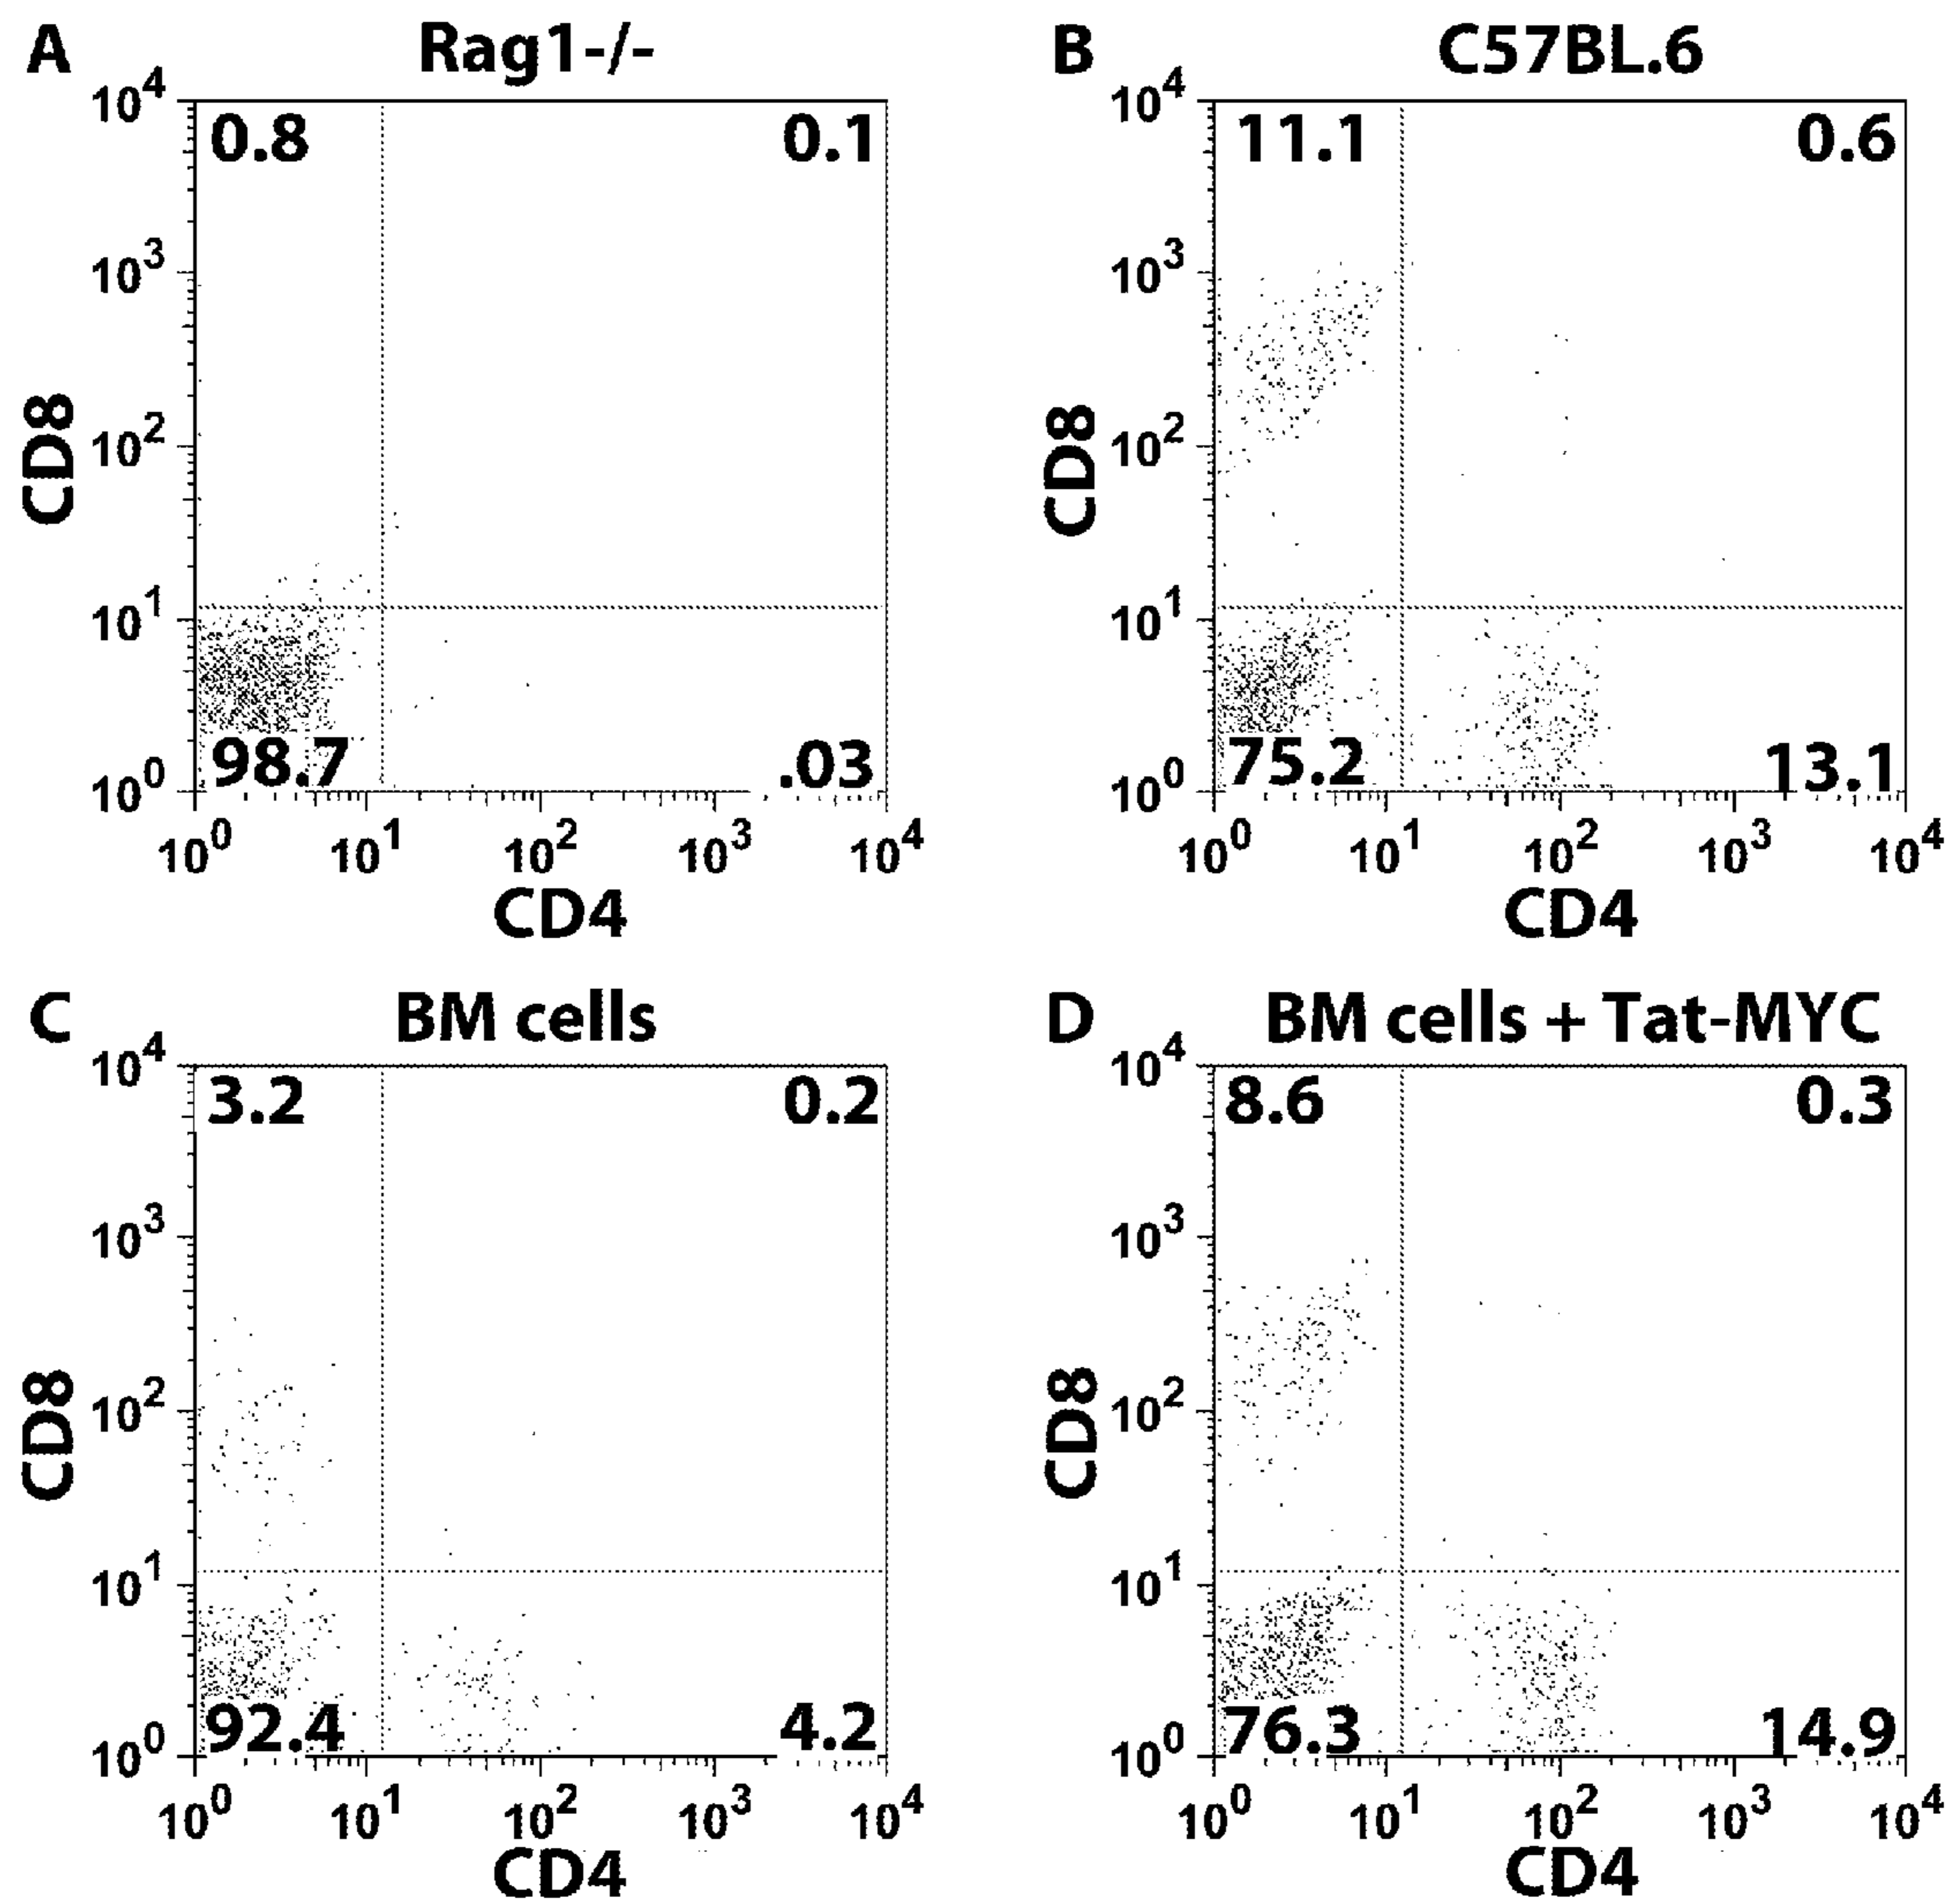 A Rag1-/-
10^4
10^3
10^2
10^1
10^0
0.8 0.1
98.7 .03
10^0 10^1 10^2 10^3 10^4
CD8
CD4
B C57BL.6
10^4
10^3
10^2
10^1
10^0
11.1 0.6
75.2 13.1
10^0 10^1 10^2 10^3 10^4
CD8
CD4
C BM cells
10^4
10^3
10^2
10^1
10^0
3.2 0.2
92.4 4.2
10^0 10^1 10^2 10^3 10^4
CD8
CD4
D BM cells + Tat-MYC
10^4
10^3
10^2
10^1
10^0
8.6 0.3
76.3 14.9
10^0 10^1 10^2 10^3 10^4
CD8
CD4